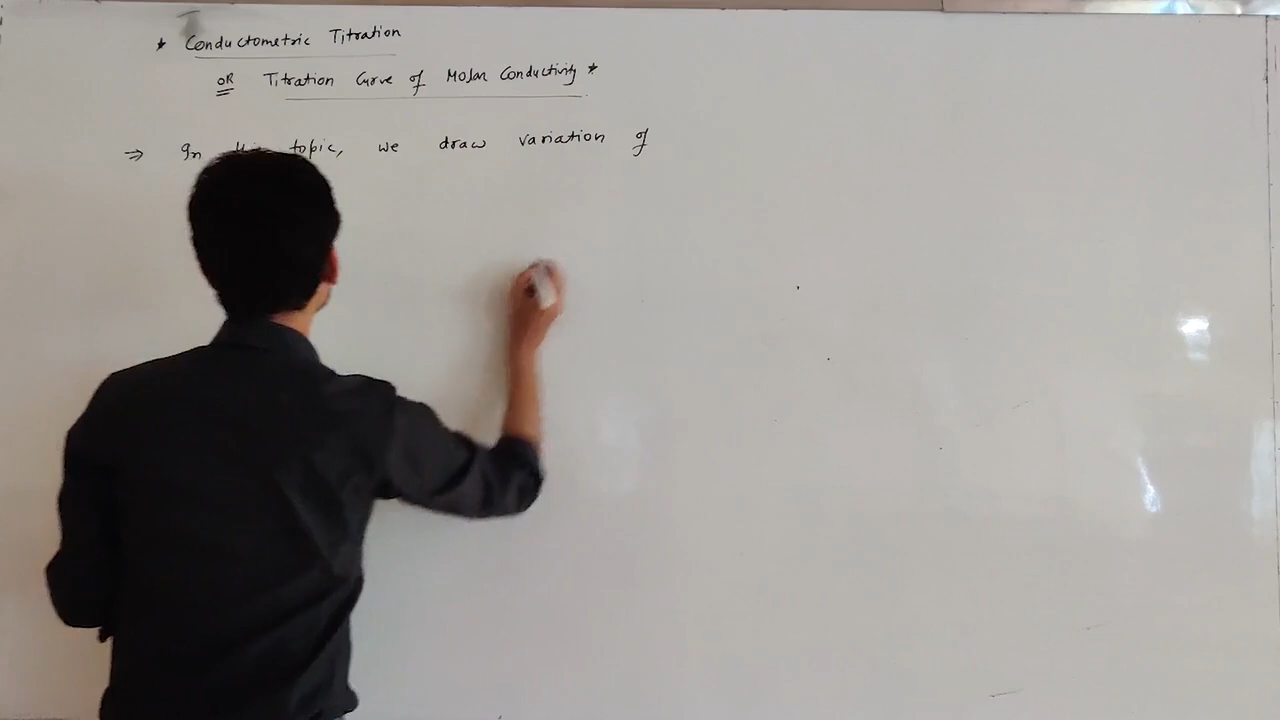 * Conductometric Titration
OR Titration Curve of Molar Conductivity *
⇒ In topic, we draw variation of